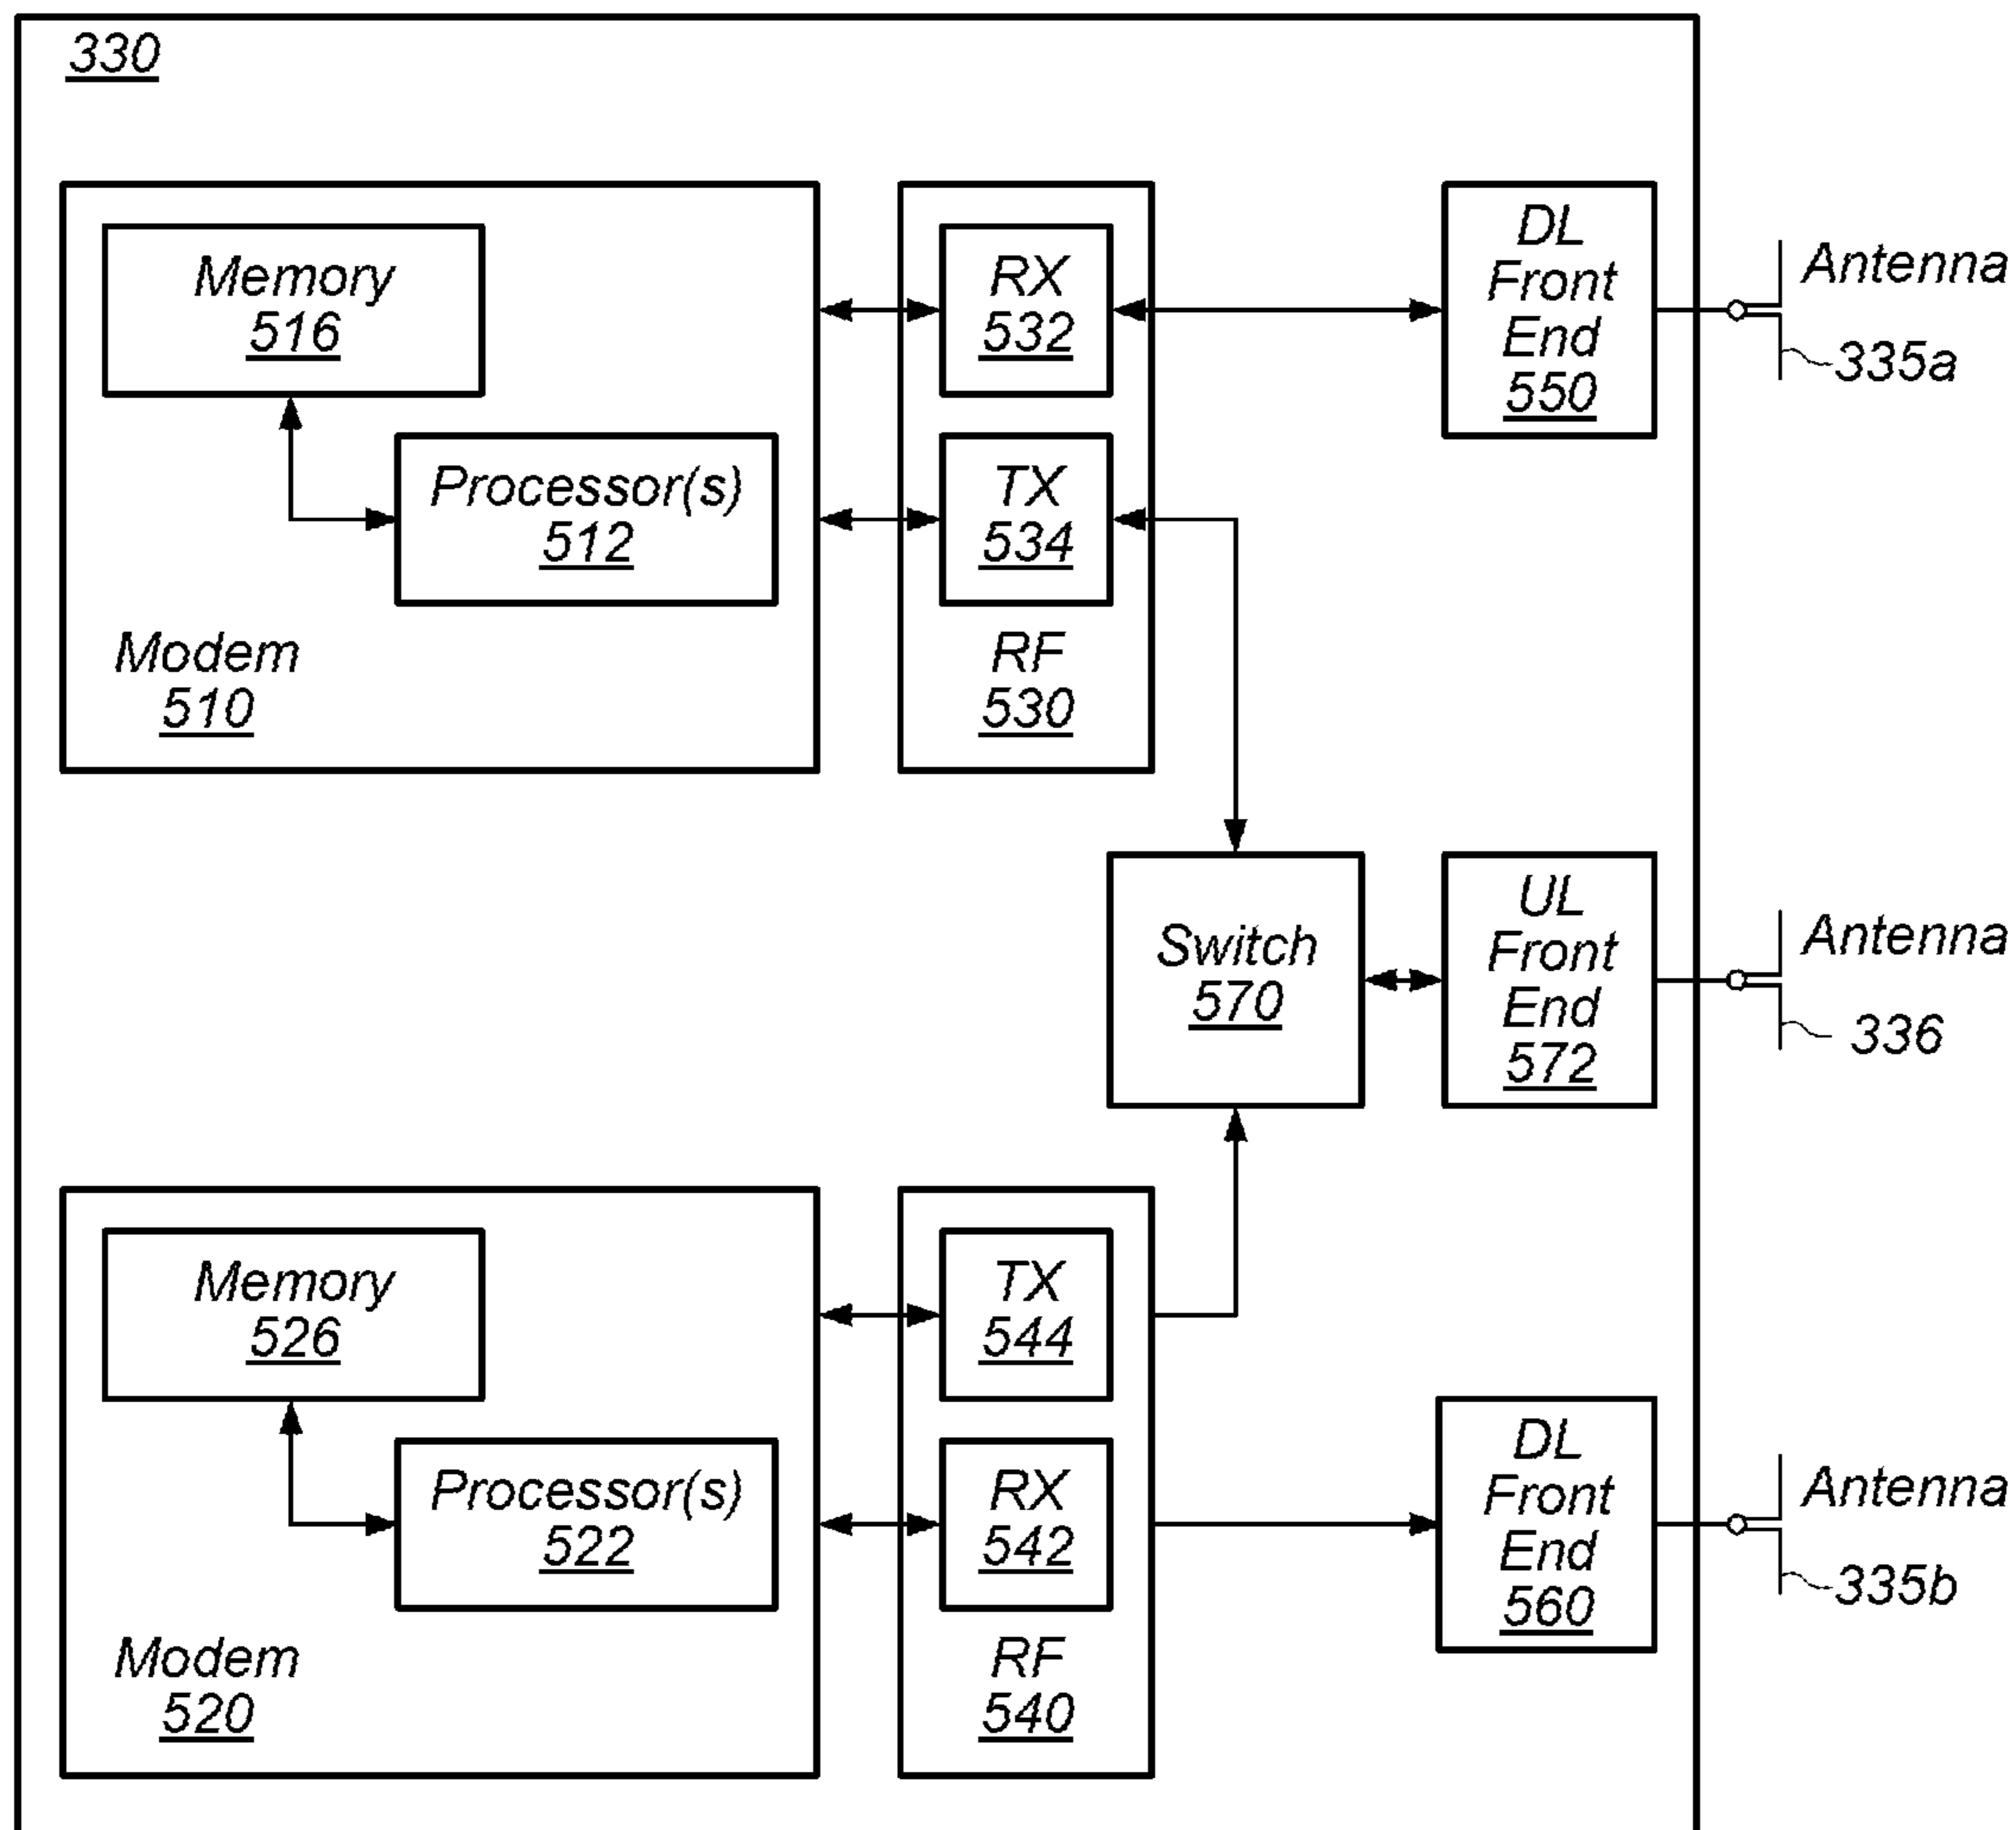 330
Memory
516
Processor(s)
512
Modem
510
RX
532
TX
534
RF
530
DL
Front
End
550
Antenna
335a
Switch
570
UL
Front
End
572
Antenna
336
Memory
526
Processor(s)
522
Modem
520
TX
544
RX
542
RF
540
DL
Front
End
560
Antenna
335b